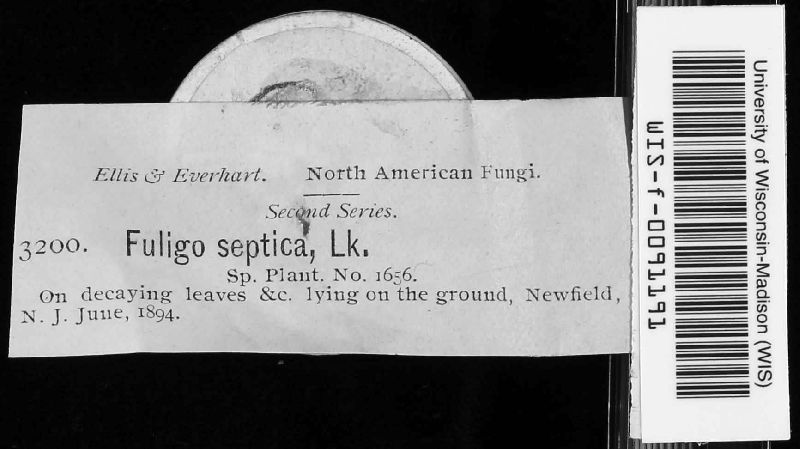 Ellis & Everhart. North American Fungi.
Second Series.
3200. Fuligo septica, Lk.
Sp. Plant. No. 1656.
On decaying leaves &c. lying on the ground, Newfield,
N. J. June, 1894.
University of Wisconsin-Madison (WIS)
WIS-f-0091191